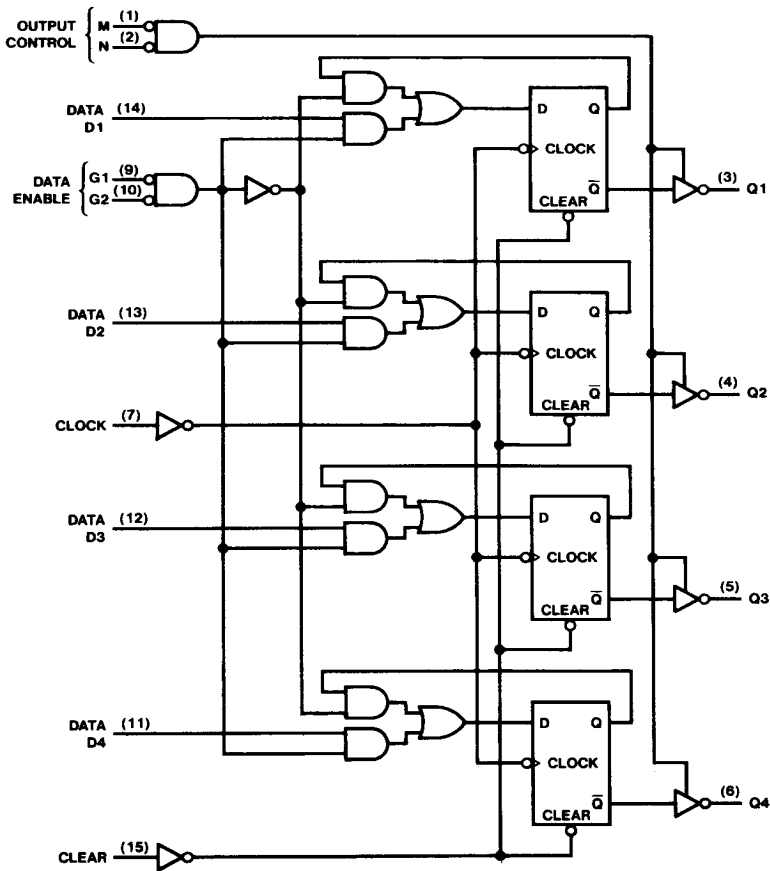 OUTPUT CONTROL
M (1)
N (2)
DATA D1 (14)
D Q
CLOCK
Q̅
CLEAR
(3) Q1
DATA ENABLE
G1 (9)
G2 (10)
DATA D2 (13)
D Q
CLOCK
Q̅
CLEAR
(4) Q2
CLOCK (7)
DATA D3 (12)
D Q
CLOCK
Q̅
CLEAR
(5) Q3
DATA D4 (11)
D Q
CLOCK
Q̅
CLEAR
(6) Q4
CLEAR (15)